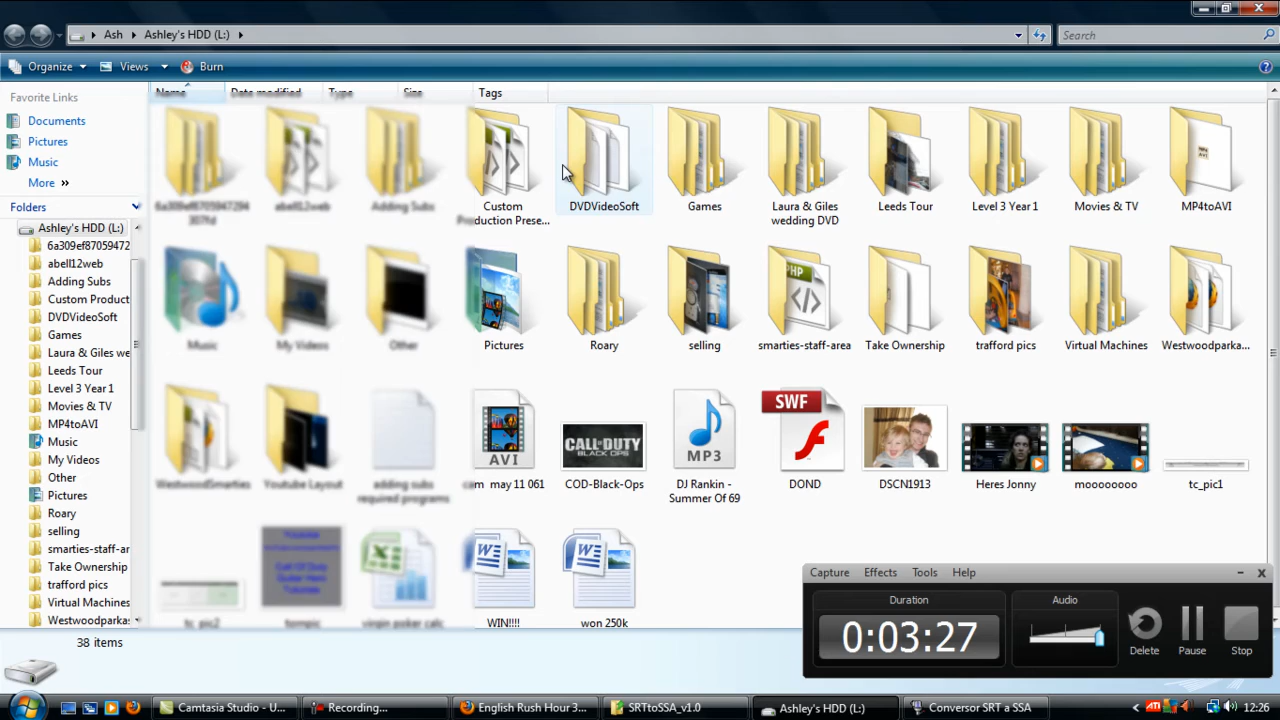 Ash
Ashley's HDD (L:)
Search
Organize
Views
Burn
Favorite Links
Documents
Pictures
Music
More »
Folders
Ashley's HDD (L:)
6a309ef87059472
abell12web
Adding Subs
Custom Product
DVDVideoSoft
Games
Laura & Giles we
Leeds Tour
Level 3 Year 1
Movies & TV
MP4toAVI
Music
My Videos
Other
Pictures
Roary
selling
smarties-staff-ar
Take Ownership
trafford pics
Virtual Machines
Westwoodparka
Name
Date modified
Type
Size
Tags
abell12web
Adding Subs
Custom
Production Prese...
DVDVideoSoft
Games
Laura & Giles
wedding DVD
Leeds Tour
Level 3 Year 1
Movies & TV
MP4toAVI
Music
My Videos
Other
Pictures
Roary
selling
PHP
smarties-staff-area
Take Ownership
trafford pics
Virtual Machines
Westwoodparka...
WestwoodSmarties
Youtube Layout
adding subs
required programs
AVI
cam may 11 061
CALL OF DUTY
BLACK OPS
COD-Black-Ops
MP3
DJ Rankin -
Summer Of 69
SWF
DOND
DSCN1913
Heres Jonny
moooooooo
tc_pic1
tc_pic2
tompic
virgin poker calc
WIN!!!!
won 250k
38 items
Capture
Effects
Tools
Help
Duration
0:03:27
Audio
Delete
Pause
Stop
Camtasia Studio - U...
Recording...
English Rush Hour 3...
SRTtoSSA_v1.0
Ashley's HDD (L:)
Conversor SRT a SSA
ATI
12:26